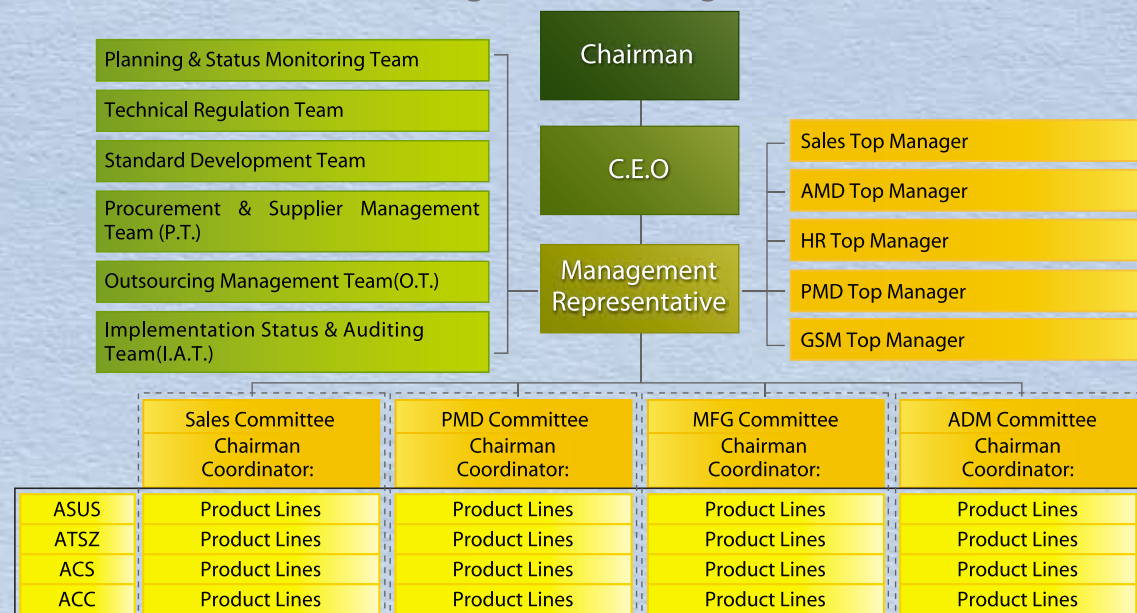 Chairman
C.E.O
Management
Representative
Planning & Status Monitoring Team
Technical Regulation Team
Standard Development Team
Procurement & Supplier Management
Team (P.T.)
Outsourcing Management Team(O.T.)
Implementation Status & Auditing
Team(I.A.T.)
Sales Top Manager
AMD Top Manager
HR Top Manager
PMD Top Manager
GSM Top Manager
Sales Committee
Chairman
Coordinator:
PMD Committee
Chairman
Coordinator:
MFG Committee
Chairman
Coordinator:
ADM Committee
Chairman
Coordinator:
ASUS Product Lines Product Lines Product Lines Product Lines
ATSZ Product Lines Product Lines Product Lines Product Lines
ACS Product Lines Product Lines Product Lines Product Lines
ACC Product Lines Product Lines Product Lines Product Lines